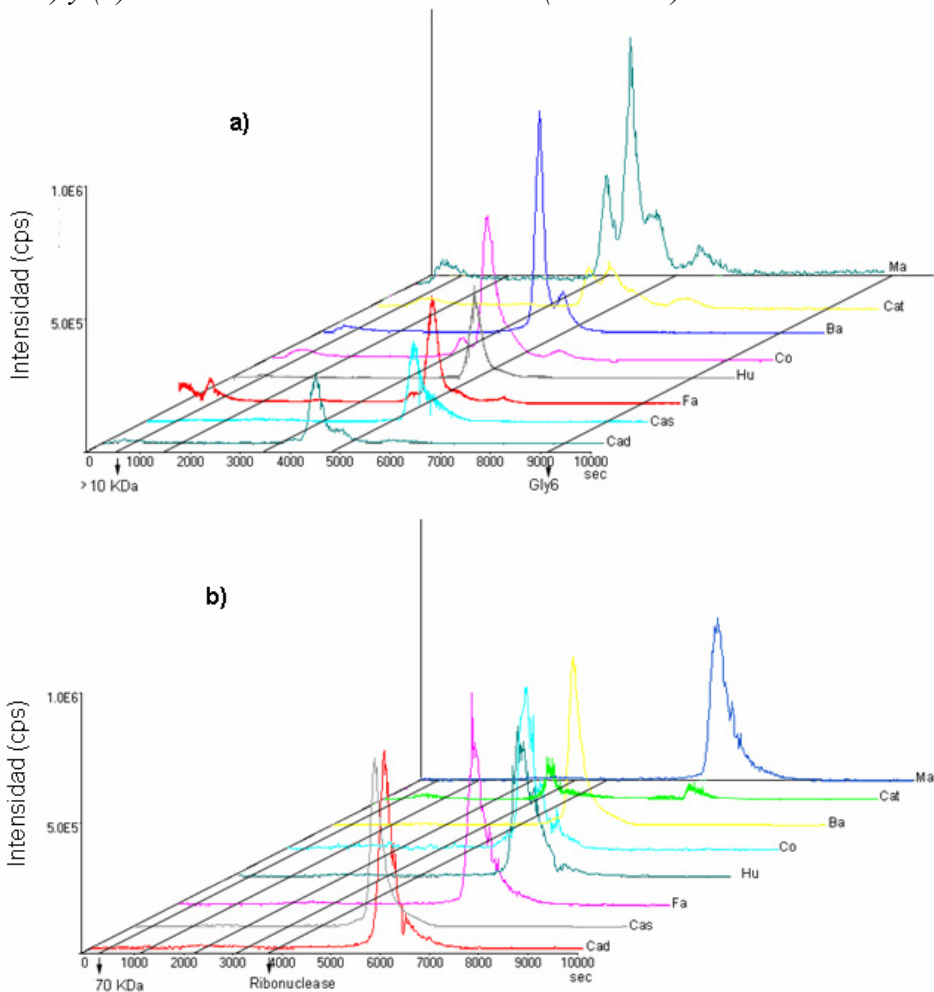 y
a)
1.0E6
5.0E5
Intensidad (cps)
Ma
Cat
Ba
Co
Hu
Fa
Cas
Cad
0 1000 2000 3000 4000 5000 6000 7000 8000 9000 10000
sec
>10 KDa
Gly6
b)
1.0E6
5.0E5
Intensidad (cps)
Ma
Cat
Ba
Co
Hu
Fa
Cas
Cad
0 1000 2000 3000 4000 5000 6000 7000 8000 9000 10000
sec
70 KDa
Ribonuclease